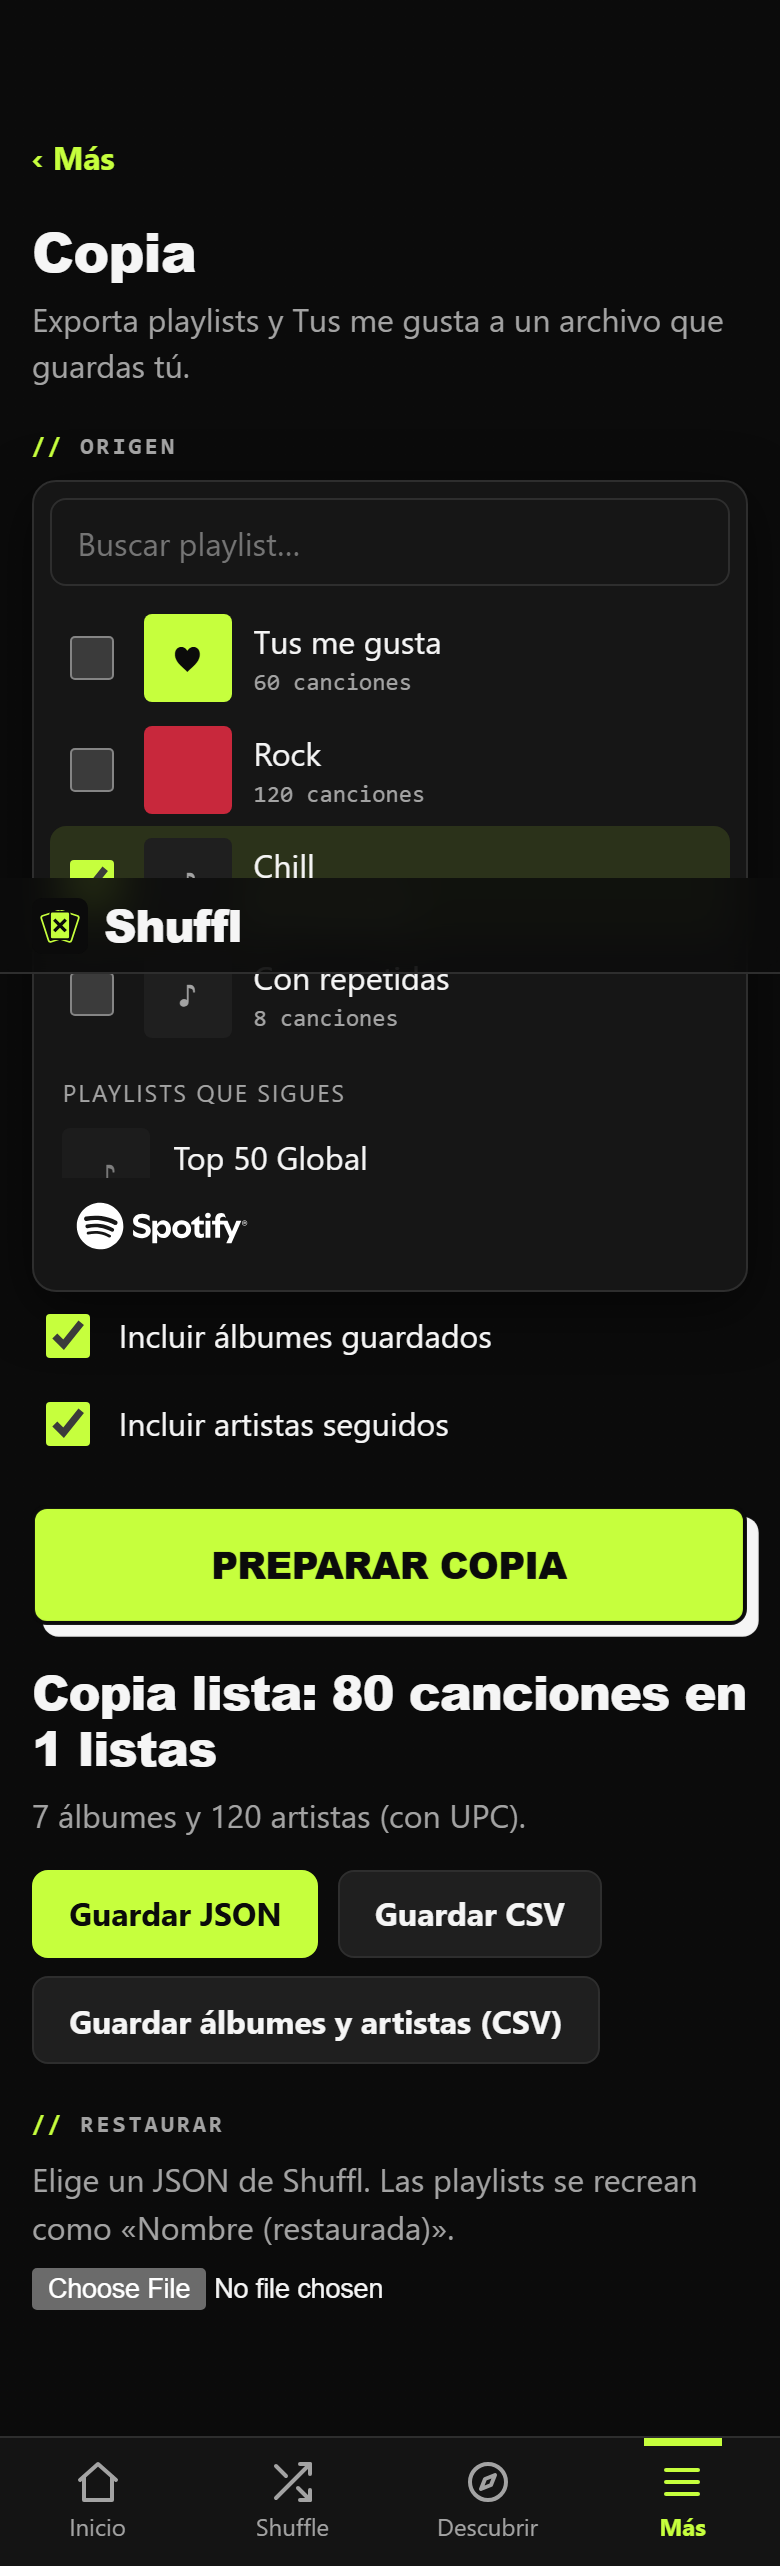 ‹ Más
Copia
Exporta playlists y Tus me gusta a un archivo que
guardas tú.
// ORIGEN
Buscar playlist...
Tus me gusta
60 canciones
Rock
120 canciones
Chill
Shuffl
Con repetidas
8 canciones
PLAYLISTS QUE SIGUES
Top 50 Global
Spotify®
Incluir álbumes guardados
Incluir artistas seguidos
PREPARAR COPIA
Copia lista: 80 canciones en
1 listas
7 álbumes y 120 artistas (con UPC).
Guardar JSON
Guardar CSV
Guardar álbumes y artistas (CSV)
// RESTAURAR
Elige un JSON de Shuffl. Las playlists se recrean
como «Nombre (restaurada)».
Choose File No file chosen
Inicio
Shuffle
Descubrir
Más